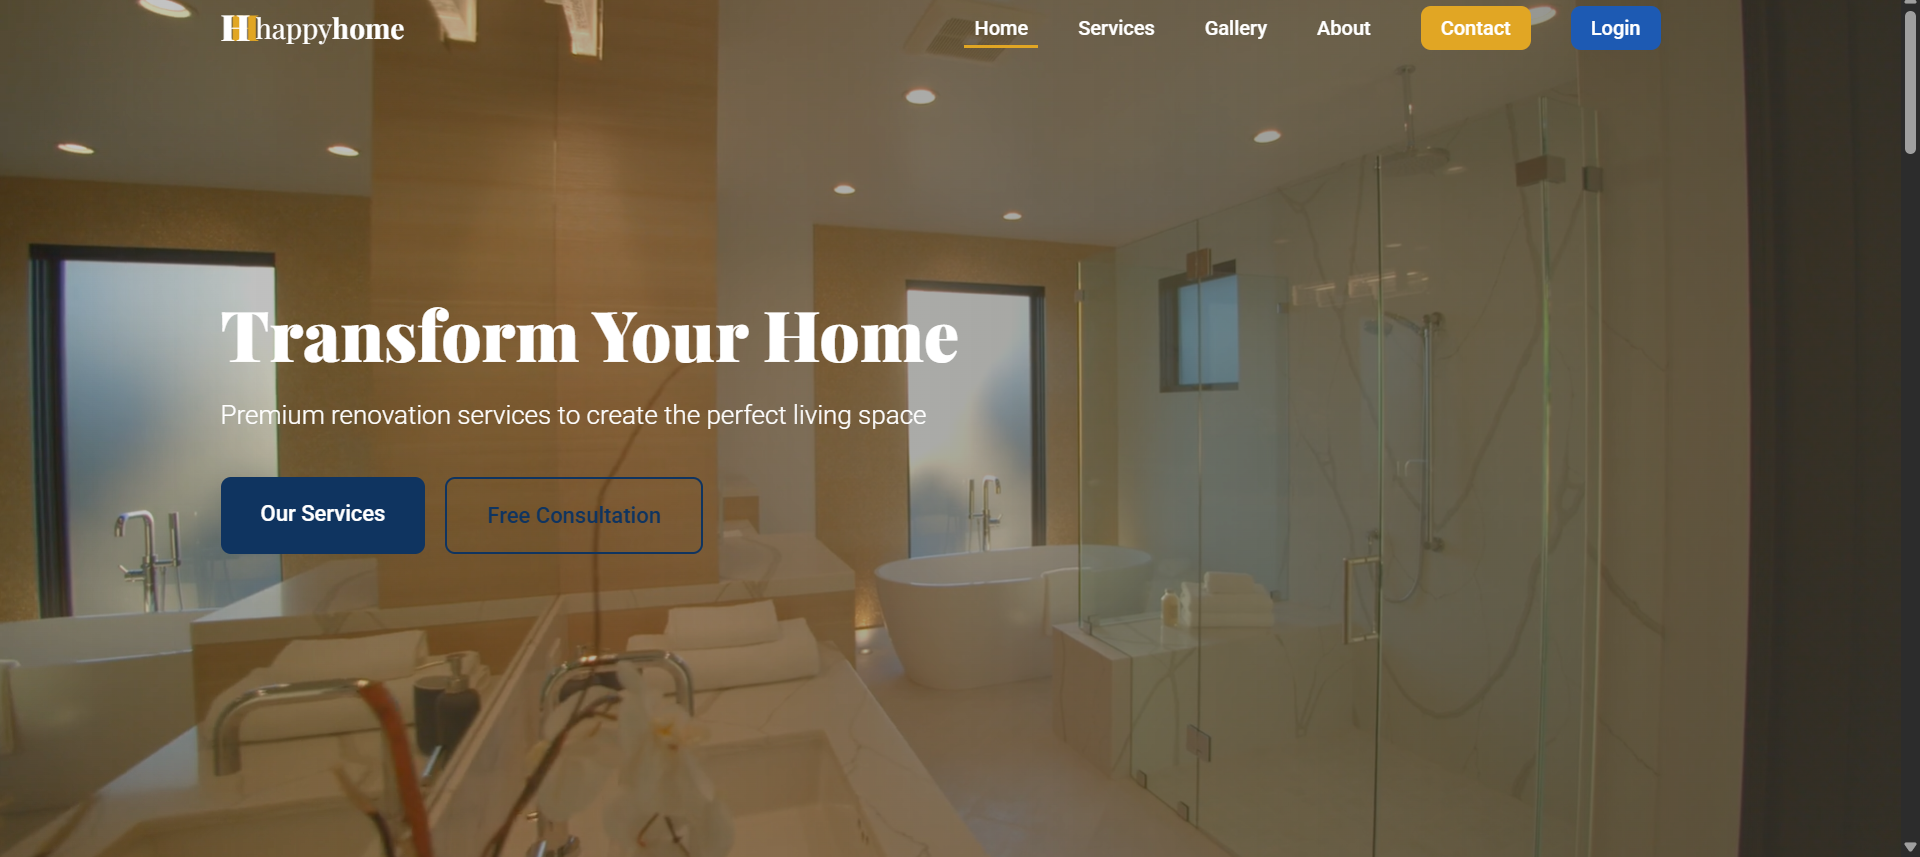 H happyhome
Home Services Gallery About Contact Login
Transform Your Home
Premium renovation services to create the perfect living space
Our Services Free Consultation